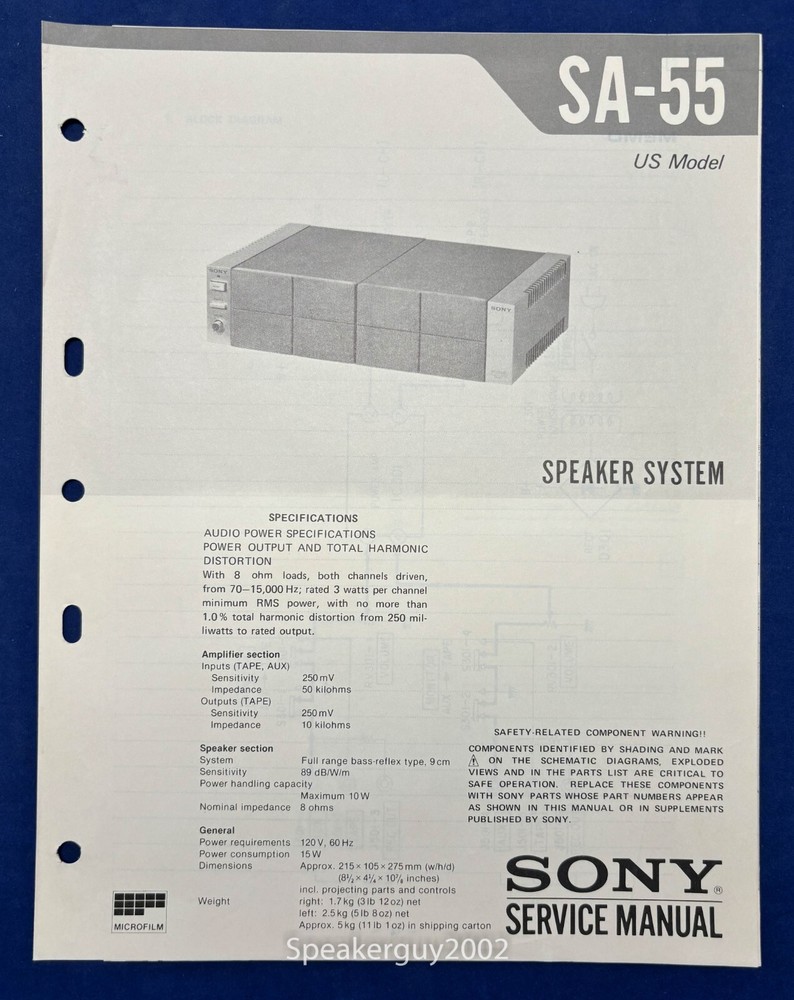 SA-55
US Model
SONY
SONY
SPEAKER SYSTEM
SPECIFICATIONS
AUDIO POWER SPECIFICATIONS
POWER OUTPUT AND TOTAL HARMONIC
DISTORTION
With 8 ohm loads, both channels driven,
from 70—15,000 Hz; rated 3 watts per channel
minimum RMS power, with no more than
1.0% total harmonic distortion from 250 mil-
liwatts to rated output.
Amplifier section
Inputs (TAPE, AUX)
Sensitivity 250 mV
Impedance 50 kilohms
Outputs (TAPE)
Sensitivity 250 mV
Impedance 10 kilohms
Speaker section
System Full range bass-reflex type, 9 cm
Sensitivity 89 dB/W/m
Power handling capacity
Maximum 10 W
Nominal impedance 8 ohms
General
Power requirements 120 V, 60 Hz
Power consumption 15 W
Dimensions Approx. 215 × 105 × 275 mm (w/h/d)
(8½ × 4¼ × 10⅞ inches)
incl. projecting parts and controls
Weight right: 1.7 kg (3 lb 12 oz) net
left: 2.5 kg (5 lb 8 oz) net
Approx. 5 kg (11 lb 1 oz) in shipping carton
SAFETY-RELATED COMPONENT WARNING!!
COMPONENTS IDENTIFIED BY SHADING AND MARK
⚠ ON THE SCHEMATIC DIAGRAMS, EXPLODED
VIEWS AND IN THE PARTS LIST ARE CRITICAL TO
SAFE OPERATION. REPLACE THESE COMPONENTS
WITH SONY PARTS WHOSE PART NUMBERS APPEAR
AS SHOWN IN THIS MANUAL OR IN SUPPLEMENTS
PUBLISHED BY SONY.
MICROFILM
SONY®
SERVICE MANUAL
Speakerguy2002